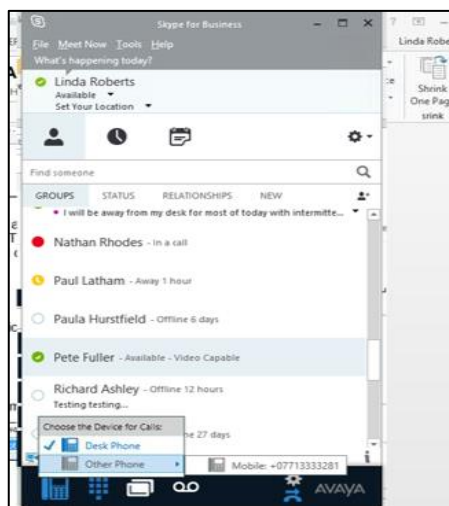 Skype for Business
File Meet Now Tools Help
What's happening today?
Linda Roberts
Available
Set Your Location
Find someone
GROUPS STATUS RELATIONSHIPS NEW
I will be away from my desk for most of today with intermitte...
Nathan Rhodes - In a call
Paul Latham - Away 1 hour
Paula Hurstfield - Offline 6 days
Pete Fuller - Available - Video Capable
Richard Ashley - Offline 12 hours
Testing testing...
ne 27 days
Choose the Device for Calls:
Desk Phone
Other Phone
Mobile: +07713333281
AVAYA
Linda Robe
Shrink
One Pag
srink